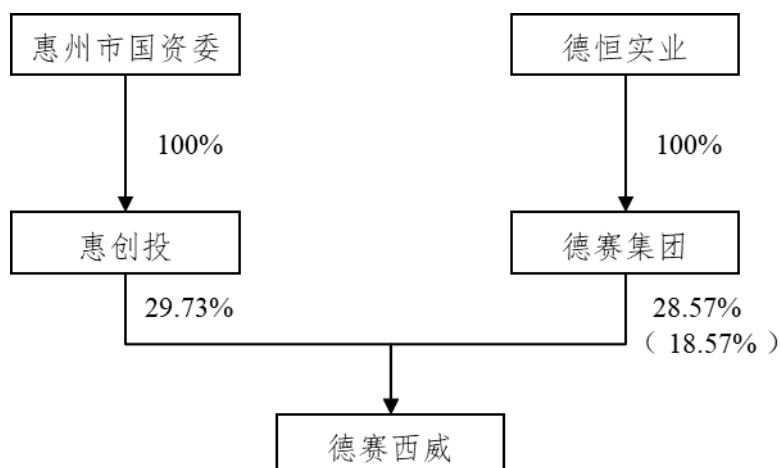 惠州市国资委
德恒实业
100%
100%
惠创投
德赛集团
29.73%
28.57%
（ 18.57% ）
德赛西威